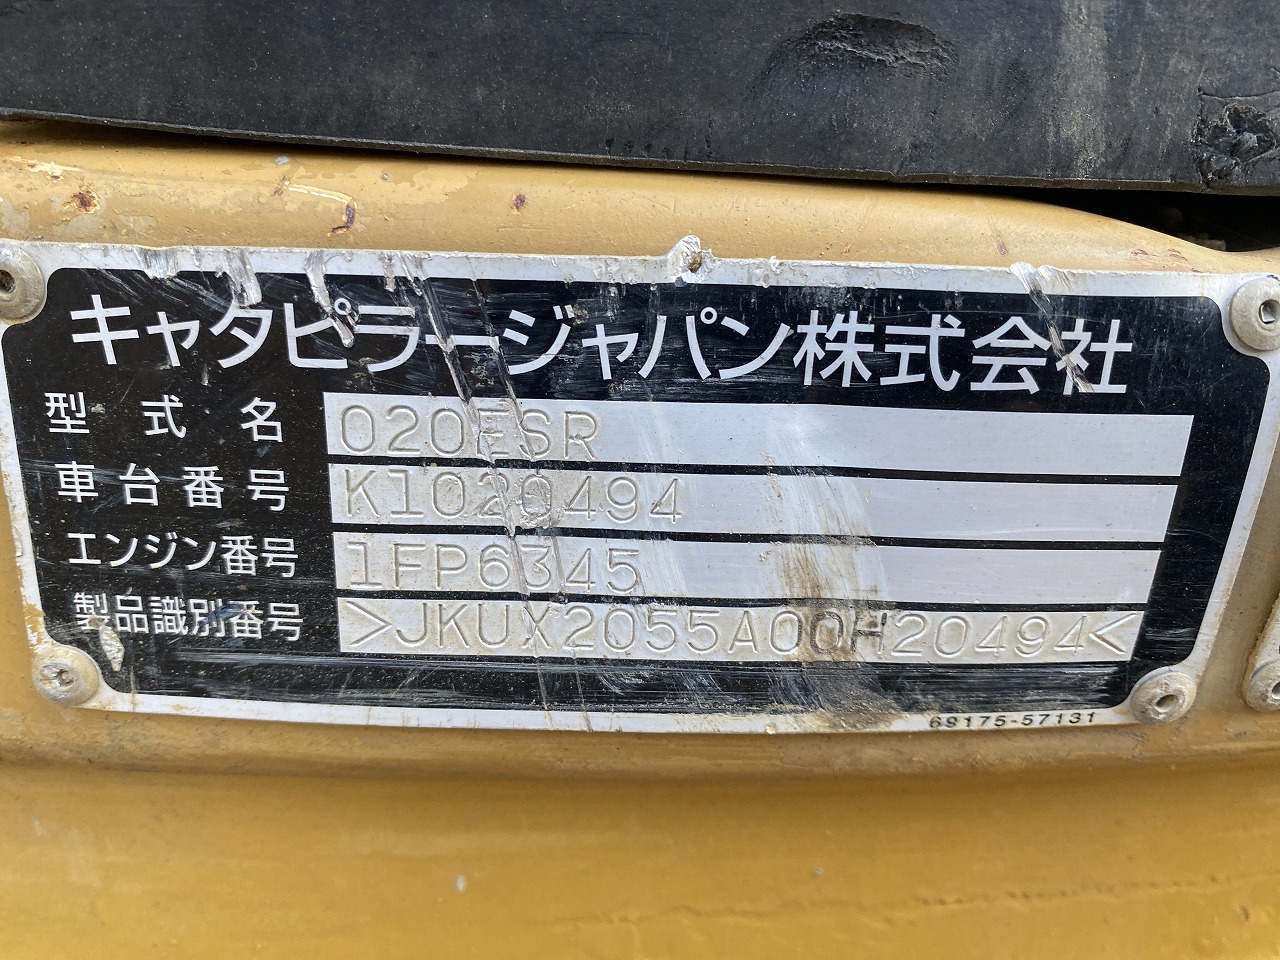 キャタピラージャパン株式会社
型式名 020ESR
車台番号 K1020494
エンジン番号 1FP6345
製品識別番号 >JKUX2055A00H20494<
69175-57131